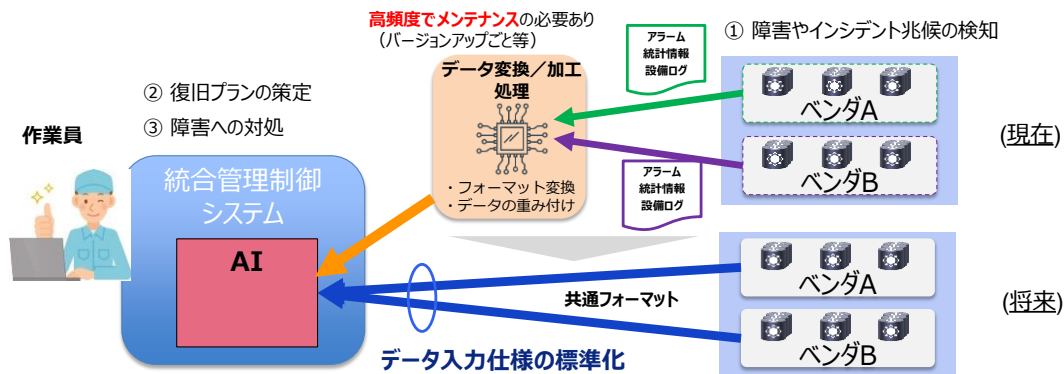 高頻度でメンテナンスの必要あり
(バージョンアップごと等)
データ変換/加工
処理
・フォーマット変換
・データの重み付け
アラーム
統計情報
設備ログ
アラーム
統計情報
設備ログ
① 障害やインシデント兆候の検知
ベンダA
ベンダB
(現在)
② 復旧プランの策定
③ 障害への対処
作業員
統合管理制御
システム
AI
共通フォーマット
データ入力仕様の標準化
ベンダA
ベンダB
(将来)